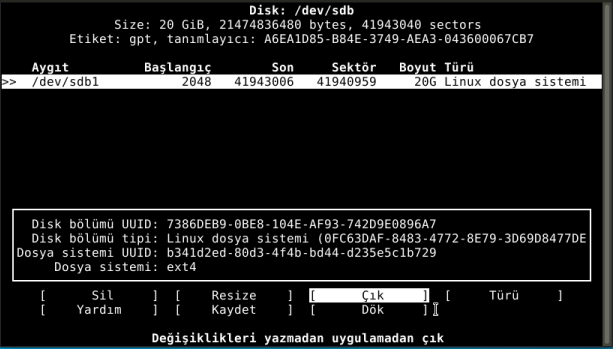 Disk: /dev/sdb
Size: 20 GiB, 21474836480 bytes, 41943040 sectors
Etiket: gpt, tanımlayıcı: A6EA1D85-B84E-3749-AEA3-043600067CB7
Aygıt Başlangıç Son Sektör Boyut Türü
>> /dev/sdb1 2048 41943006 41940959 20G Linux dosya sistemi
Disk bölümü UUID: 7386DEB9-0BE8-104E-AF93-742D9E0896A7
Disk bölümü tipi: Linux dosya sistemi (0FC63DAF-8483-4772-8E79-3D69D8477DE
Dosya sistemi UUID: b341d2ed-80d3-4f4b-bd44-d235e5c1b729
Dosya sistemi: ext4
[ Sil ] [ Resize ] [ Çık ] [ Türü ]
[ Yardım ] [ Kaydet ] [ Dök ]
Değişiklikleri yazmadan uygulamadan çık